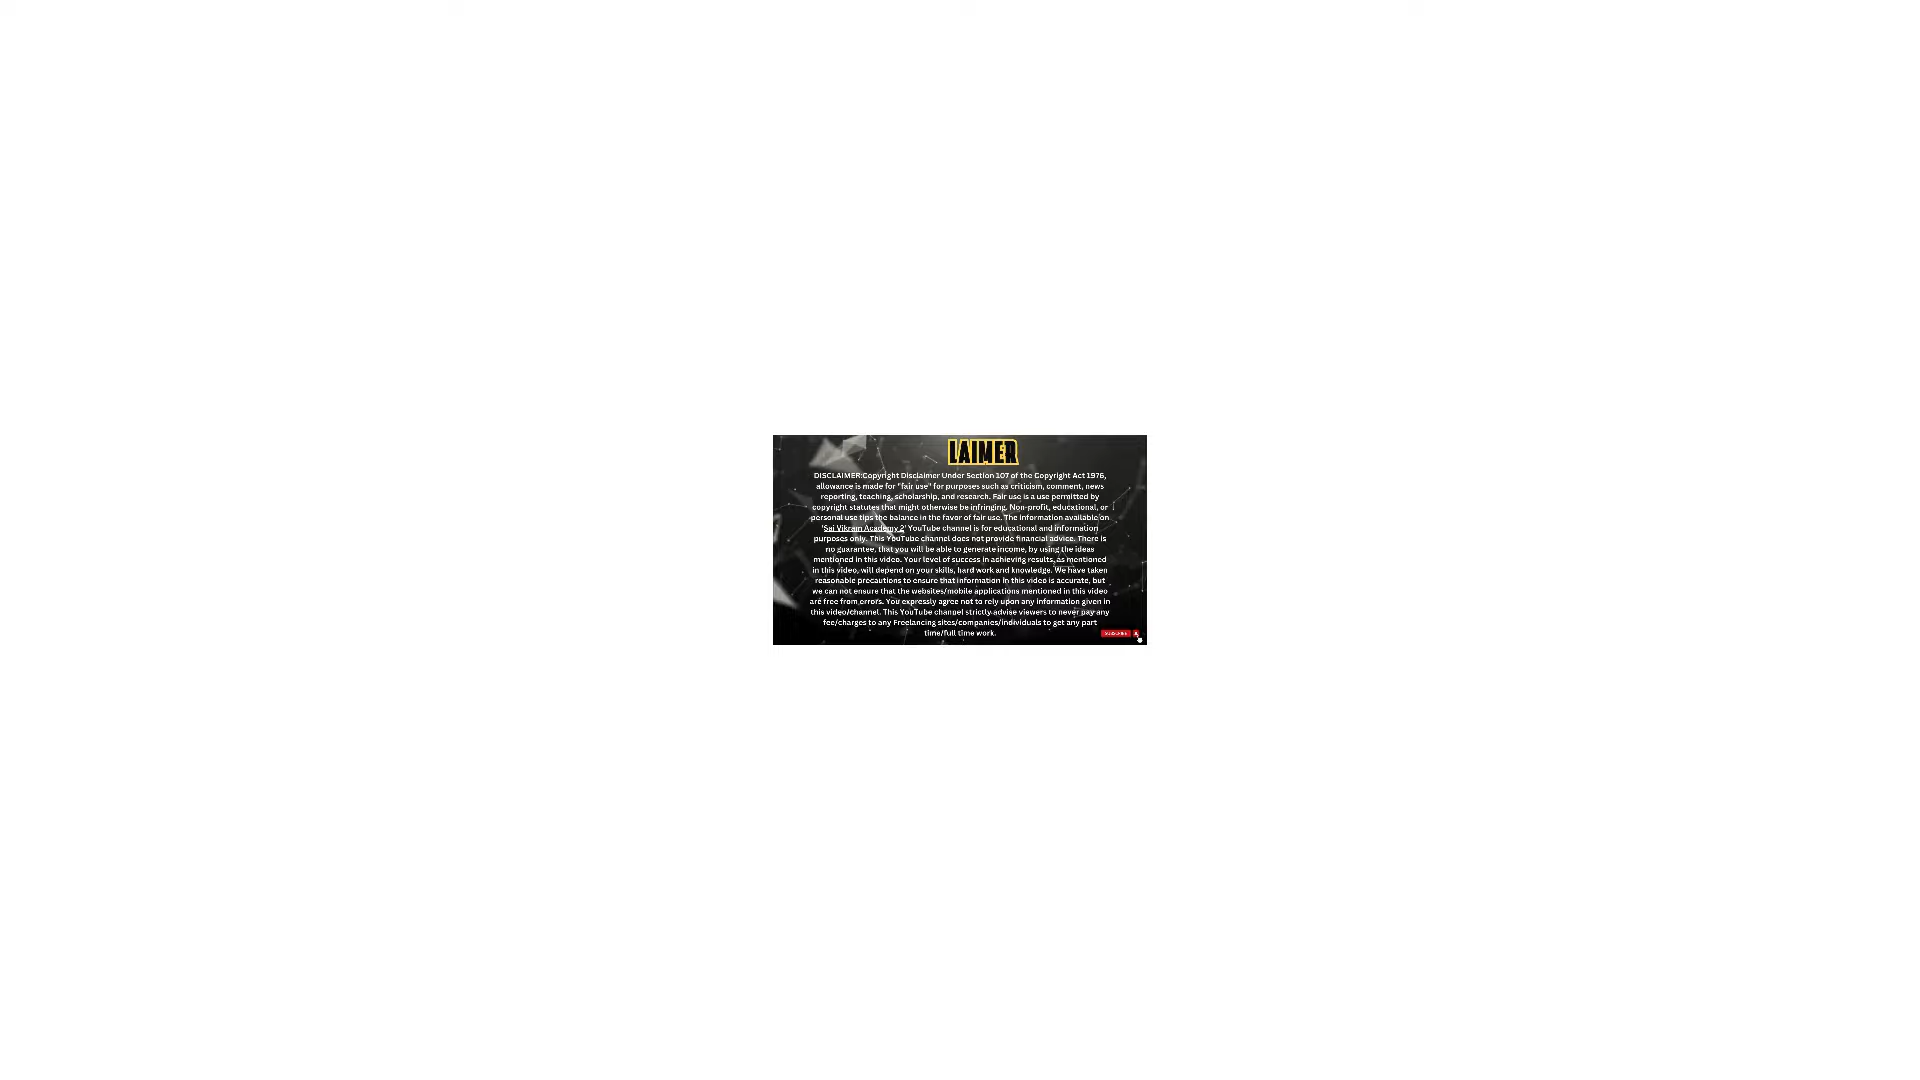 LAIMER
DISCLAIMER:Copyright Disclaimer Under Section 107 of the Copyright Act 1976,
allowance is made for "fair use" for purposes such as criticism, comment, news
reporting, teaching, scholarship, and research. Fair use is a use permitted by
copyright statutes that might otherwise be infringing. Non-profit, educational, or
personal use tips the balance in the favor of fair use. The information available on
'Sai Vikram Academy 2' YouTube channel is for educational and information
purposes only. This YouTube channel does not provide financial advice. There is
no guarantee, that you will be able to generate income, by using the ideas
mentioned in this video. Your level of success in achieving results, as mentioned
in this video, will depend on your skills, hard work and knowledge. We have taken
reasonable precautions to ensure that information in this video is accurate, but
we can not ensure that the websites/mobile applications mentioned in this video
are free from errors. You expressly agree not to rely upon any information given in
this video/channel. This YouTube channel strictly advise viewers to never pay any
fee/charges to any Freelancing sites/companies/individuals to get any part
time/full time work.
SUBSCRIBE